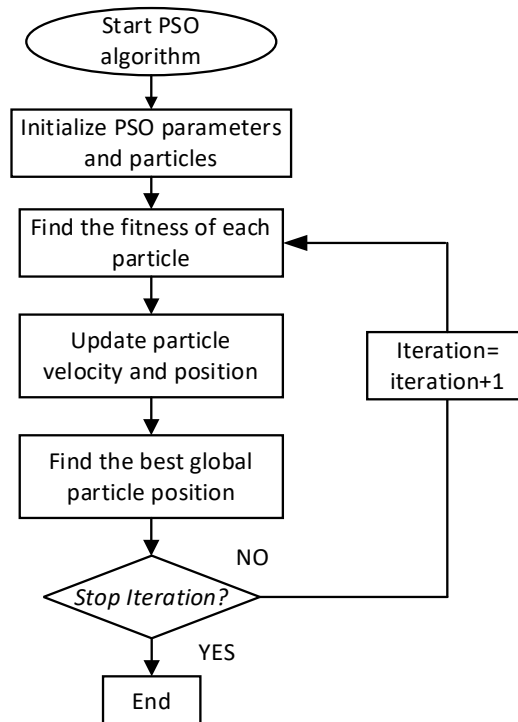 Start PSO
algorithm
Initialize PSO parameters
and particles
Find the fitness of each
particle
Update particle
velocity and position
Iteration=
iteration+1
Find the best global
particle position
NO
Stop Iteration?
YES
End